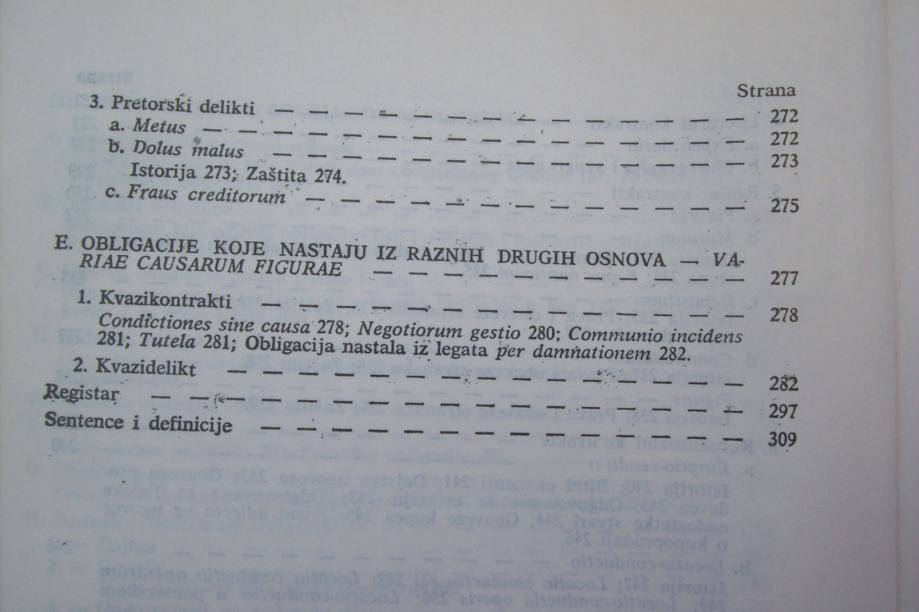 Strana
3. Pretorski delikti — — — — — — — — — — — 272
a. Metus — — — — — — — — — — — — — 272
b. Dolus malus — — — — — — — — — — — — 273
Istorija 273; Zaštita 274.
c. Fraus creditorum — — — — — — — — — — — 275
E. OBLIGACIJE KOJE NASTAJU IZ RAZNIH DRUGIH OSNOVA — VA-
RIAE CAUSARUM FIGURAE — — — — — — — — — 277
1. Kvazikontrakti — — — — — — — — — — — — 278
Condictiones sine causa 278; Negotiorum gestio 280; Communio incidens
281; Tutela 281; Obligacija nastala iz legata per damnationem 282.
2. Kvazidelikt — — — — — — — — — — — — — 282
Registar — — — — — — — — — — — — — — — 297
Sentence i definicije — — — — — — — — — — — — 309